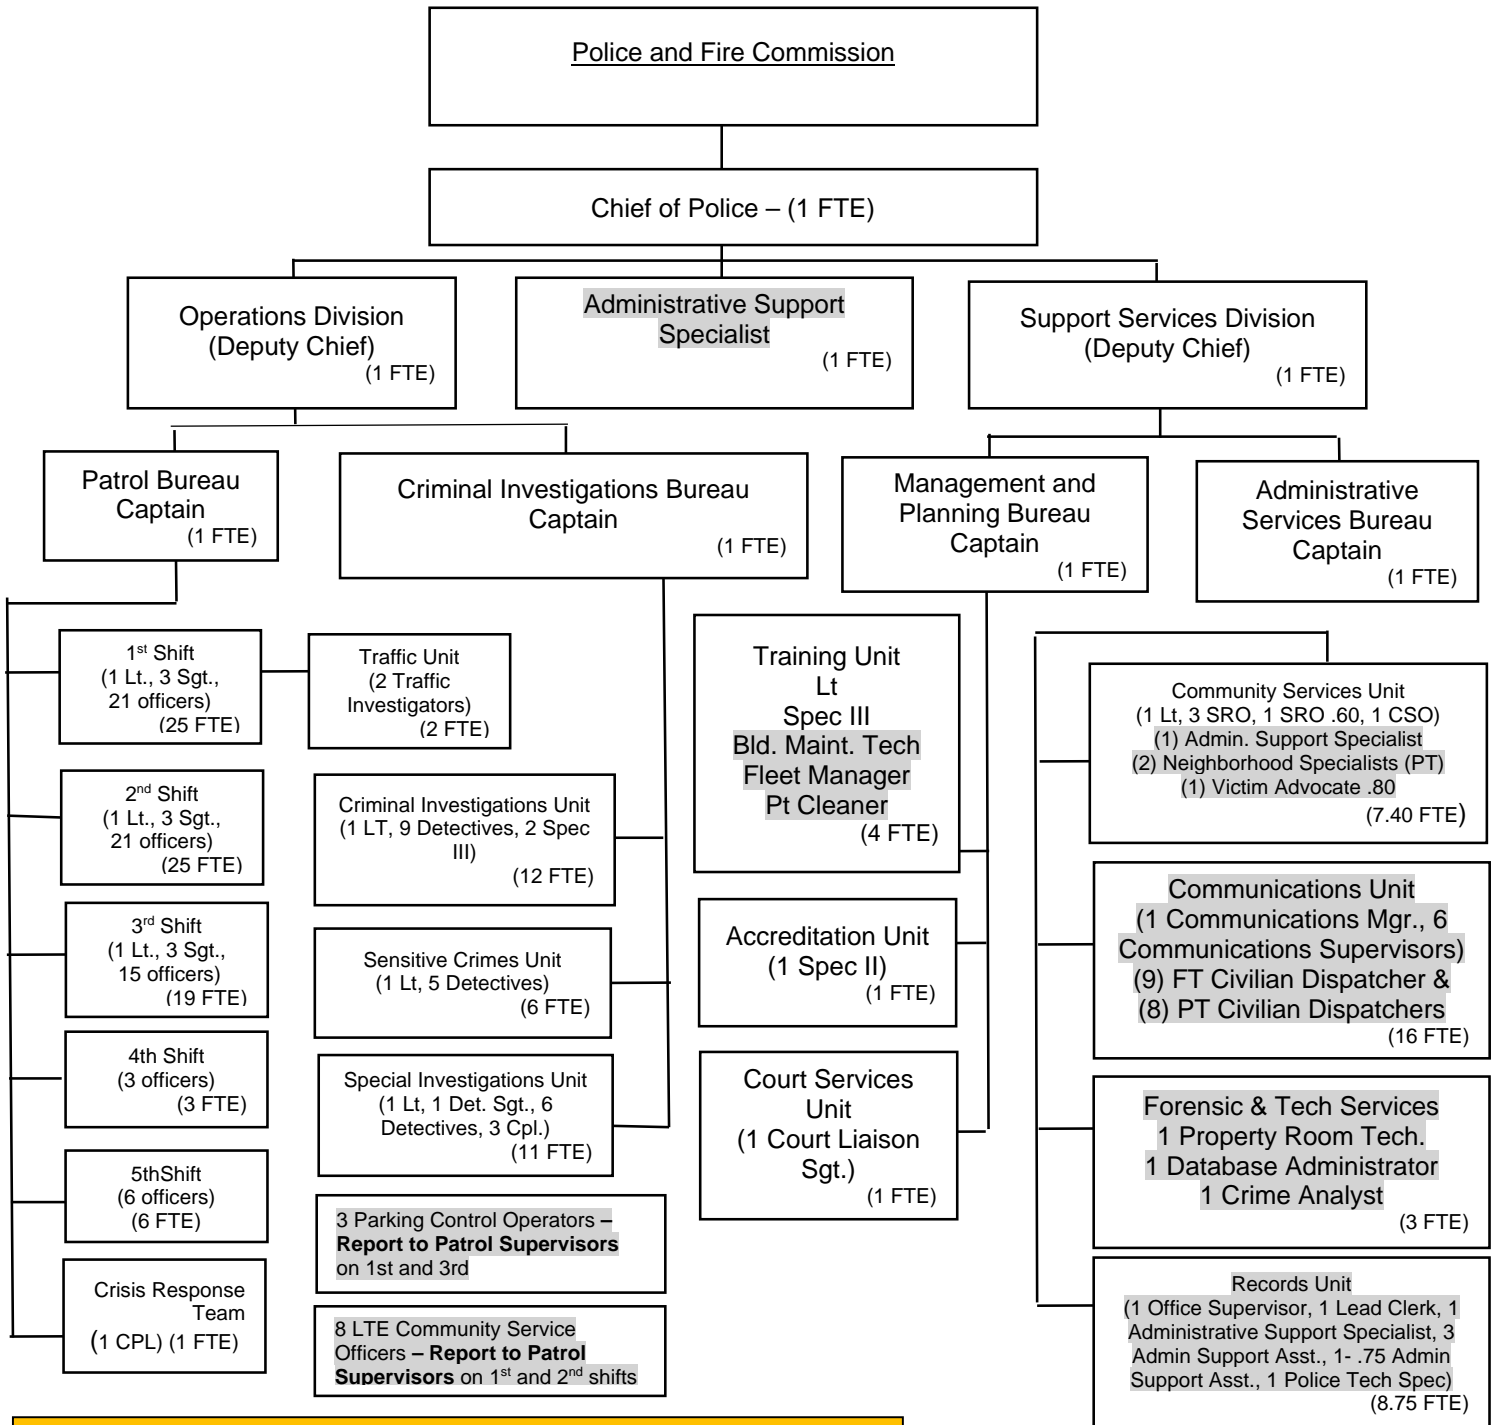 Police and Fire Commission
Chief of Police – (1 FTE)
Operations Division
(Deputy Chief)
(1 FTE)
Administrative Support
Specialist
(1 FTE)
Support Services Division
(Deputy Chief)
(1 FTE)
Patrol Bureau
Captain
(1 FTE)
Criminal Investigations Bureau
Captain
(1 FTE)
Management and
Planning Bureau
Captain
(1 FTE)
Administrative
Services Bureau
Captain
(1 FTE)
1st Shift
(1 Lt., 3 Sgt.,
21 officers)
(25 FTE)
Traffic Unit
(2 Traffic
Investigators)
(2 FTE)
2nd Shift
(1 Lt., 3 Sgt.,
21 officers)
(25 FTE)
3rd Shift
(1 Lt., 3 Sgt.,
15 officers)
(19 FTE)
4th Shift
(3 officers)
(3 FTE)
5thShift
(6 officers)
(6 FTE)
Crisis Response
Team
(1 CPL) (1 FTE)
Criminal Investigations Unit
(1 LT, 9 Detectives, 2 Spec
III)
(12 FTE)
Sensitive Crimes Unit
(1 Lt, 5 Detectives)
(6 FTE)
Special Investigations Unit
(1 Lt, 1 Det. Sgt., 6
Detectives, 3 Cpl.)
(11 FTE)
3 Parking Control Operators –
Report to Patrol Supervisors
on 1st and 3rd
8 LTE Community Service
Officers – Report to Patrol
Supervisors on 1st and 2nd shifts
Training Unit
Lt
Spec III
Bld. Maint. Tech
Fleet Manager
Pt Cleaner
(4 FTE)
Accreditation Unit
(1 Spec II)
(1 FTE)
Court Services
Unit
(1 Court Liaison
Sgt.)
(1 FTE)
Community Services Unit
(1 Lt, 3 SRO, 1 SRO .60, 1 CSO)
(1) Admin. Support Specialist
(2) Neighborhood Specialists (PT)
(1) Victim Advocate .80
(7.40 FTE)
Communications Unit
(1 Communications Mgr., 6
Communications Supervisors)
(9) FT Civilian Dispatcher &
(8) PT Civilian Dispatchers
(16 FTE)
Forensic & Tech Services
1 Property Room Tech.
1 Database Administrator
1 Crime Analyst
(3 FTE)
Records Unit
(1 Office Supervisor, 1 Lead Clerk, 1
Administrative Support Specialist, 3
Admin Support Asst., 1- .75 Admin
Support Asst., 1 Police Tech Spec)
(8.75 FTE)